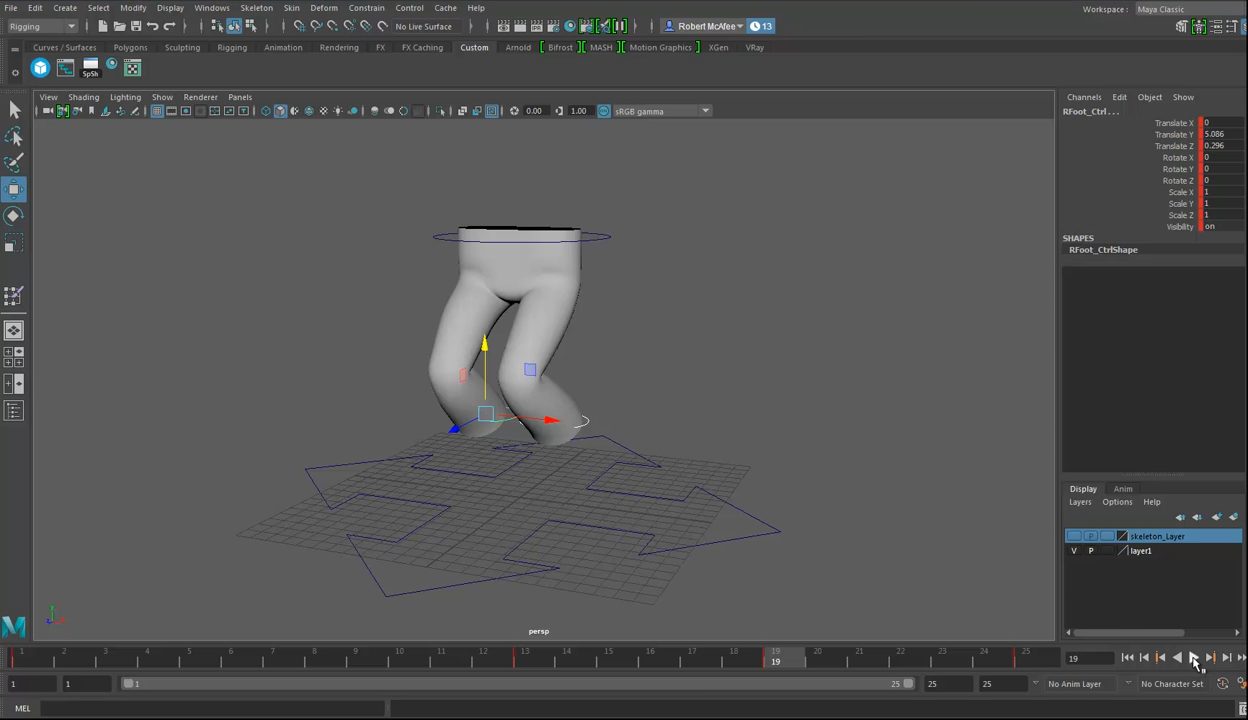 File Edit Create Select Modify Display Windows Skeleton Skin Deform Constrain Control Cache Help
Workspace : Maya Classic
Rigging No Live Surface Robert McAfee 13
Curves / Surfaces Polygons Sculpting Rigging Animation Rendering FX FX Caching Custom Arnold Bifrost MASH Motion Graphics XGen VRay
SpSh
View Shading Lighting Show Renderer Panels
0.00 1.00 sRGB gamma
Channels Edit Object Show
RFoot_Ctrl . . .
Translate X 0
Translate Y 5.086
Translate Z 0.296
Rotate X 0
Rotate Y 0
Rotate Z 0
Scale X 1
Scale Y 1
Scale Z 1
Visibility on
SHAPES
RFoot_CtrlShape
Display Anim
Layers Options Help
P skeleton_Layer
V P layer1
persp
1 2 3 4 5 6 7 8 9 10 11 12 13 14 15 16 17 18 19 20 21 22 23 24 25
19 19
1 1 1 25 25 25 No Anim Layer No Character Set
MEL